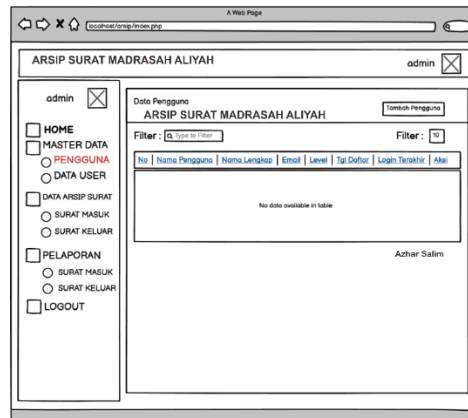 A Web Page
localhost/arsip/index.php
ARSIP SURAT MADRASAH ALIYAH
admin
admin
HOME
MASTER DATA
PENGGUNA
DATA USER
DATA ARSIP SURAT
SURAT MASUK
SURAT KELUAR
PELAPORAN
SURAT MASUK
SURAT KELUAR
LOGOUT
Data Pengguna
ARSIP SURAT MADRASAH ALIYAH
Tambah Pengguna
Filter : Type to Filter
Filter : 10
No | Nama Pengguna | Nama Lengkap | Email | Level | Tgl Daftar | Login Terakhir | Aksi
No data available in table
Azhar Salim